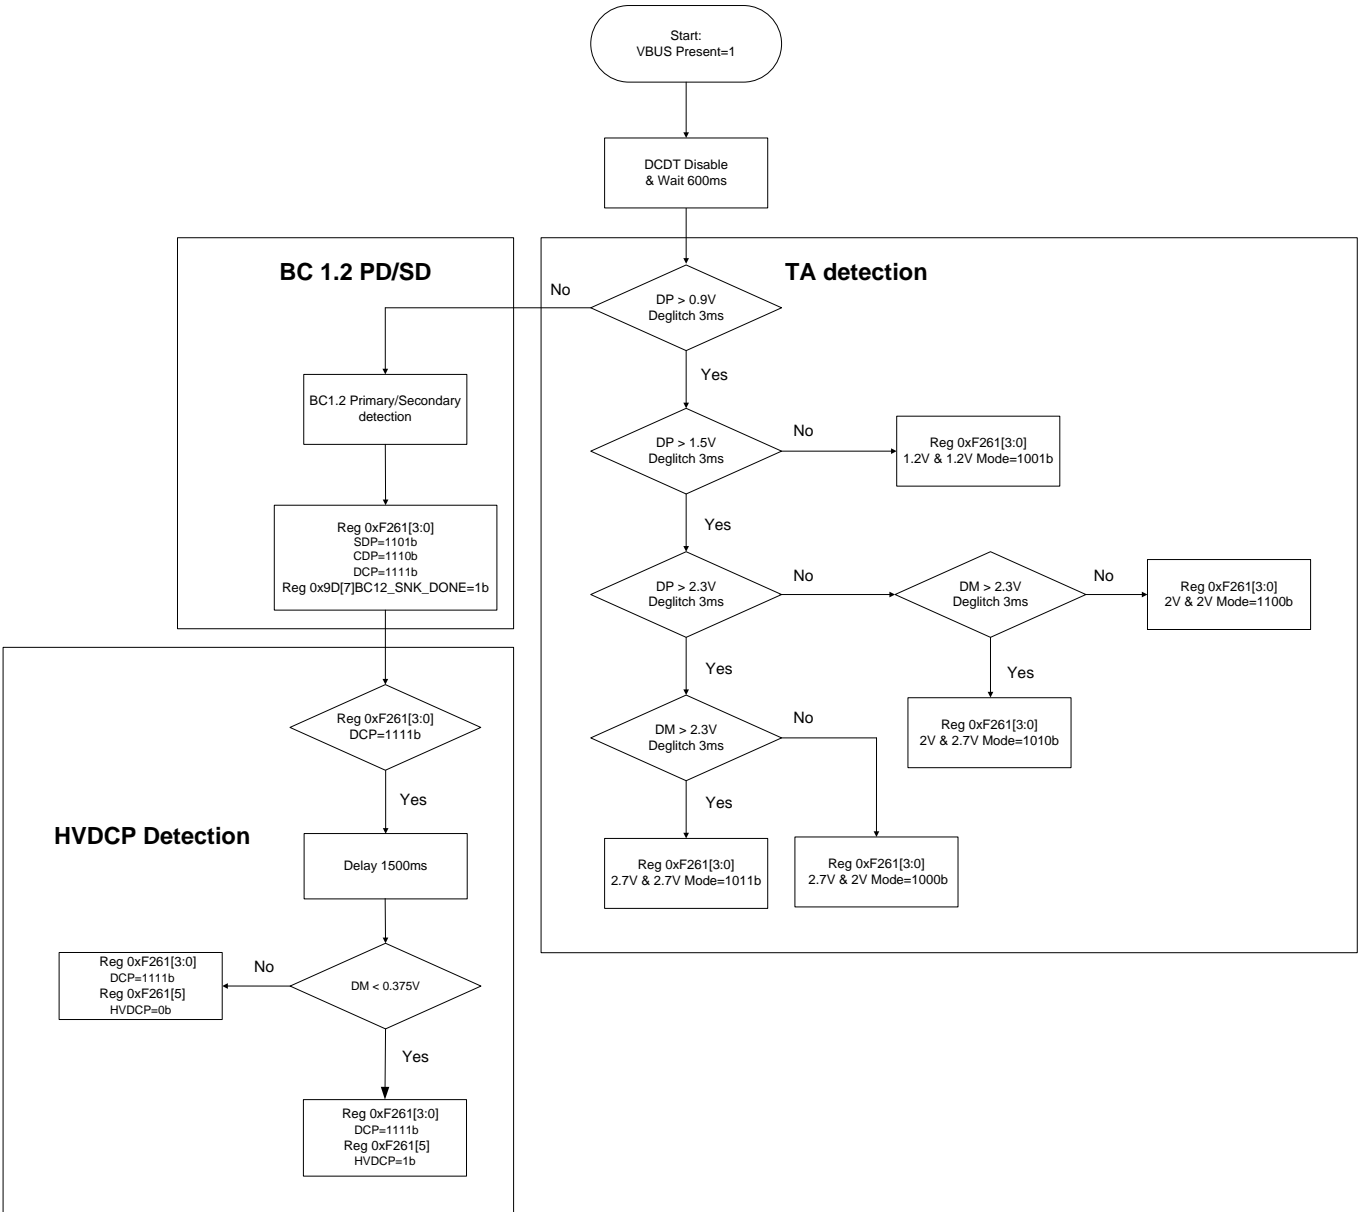 Start:
VBUS Present=1
DCDT Disable
& Wait 600ms
BC 1.2 PD/SD
TA detection
DP > 0.9V
Deglitch 3ms
No
Yes
BC1.2 Primary/Secondary
detection
DP > 1.5V
Deglitch 3ms
No
Reg 0xF261[3:0]
1.2V & 1.2V Mode=1001b
Yes
Reg 0xF261[3:0]
SDP=1101b
CDP=1110b
DCP=1111b
Reg 0x9D[7]BC12_SNK_DONE=1b
DP > 2.3V
Deglitch 3ms
No
DM > 2.3V
Deglitch 3ms
No
Reg 0xF261[3:0]
2V & 2V Mode=1100b
Yes
Yes
Reg 0xF261[3:0]
2V & 2.7V Mode=1010b
DM > 2.3V
Deglitch 3ms
No
Yes
Reg 0xF261[3:0]
2.7V & 2.7V Mode=1011b
Reg 0xF261[3:0]
2.7V & 2V Mode=1000b
Reg 0xF261[3:0]
DCP=1111b
Yes
HVDCP Detection
Delay 1500ms
DM < 0.375V
No
Reg 0xF261[3:0]
DCP=1111b
Reg 0xF261[5]
HVDCP=0b
Yes
Reg 0xF261[3:0]
DCP=1111b
Reg 0xF261[5]
HVDCP=1b